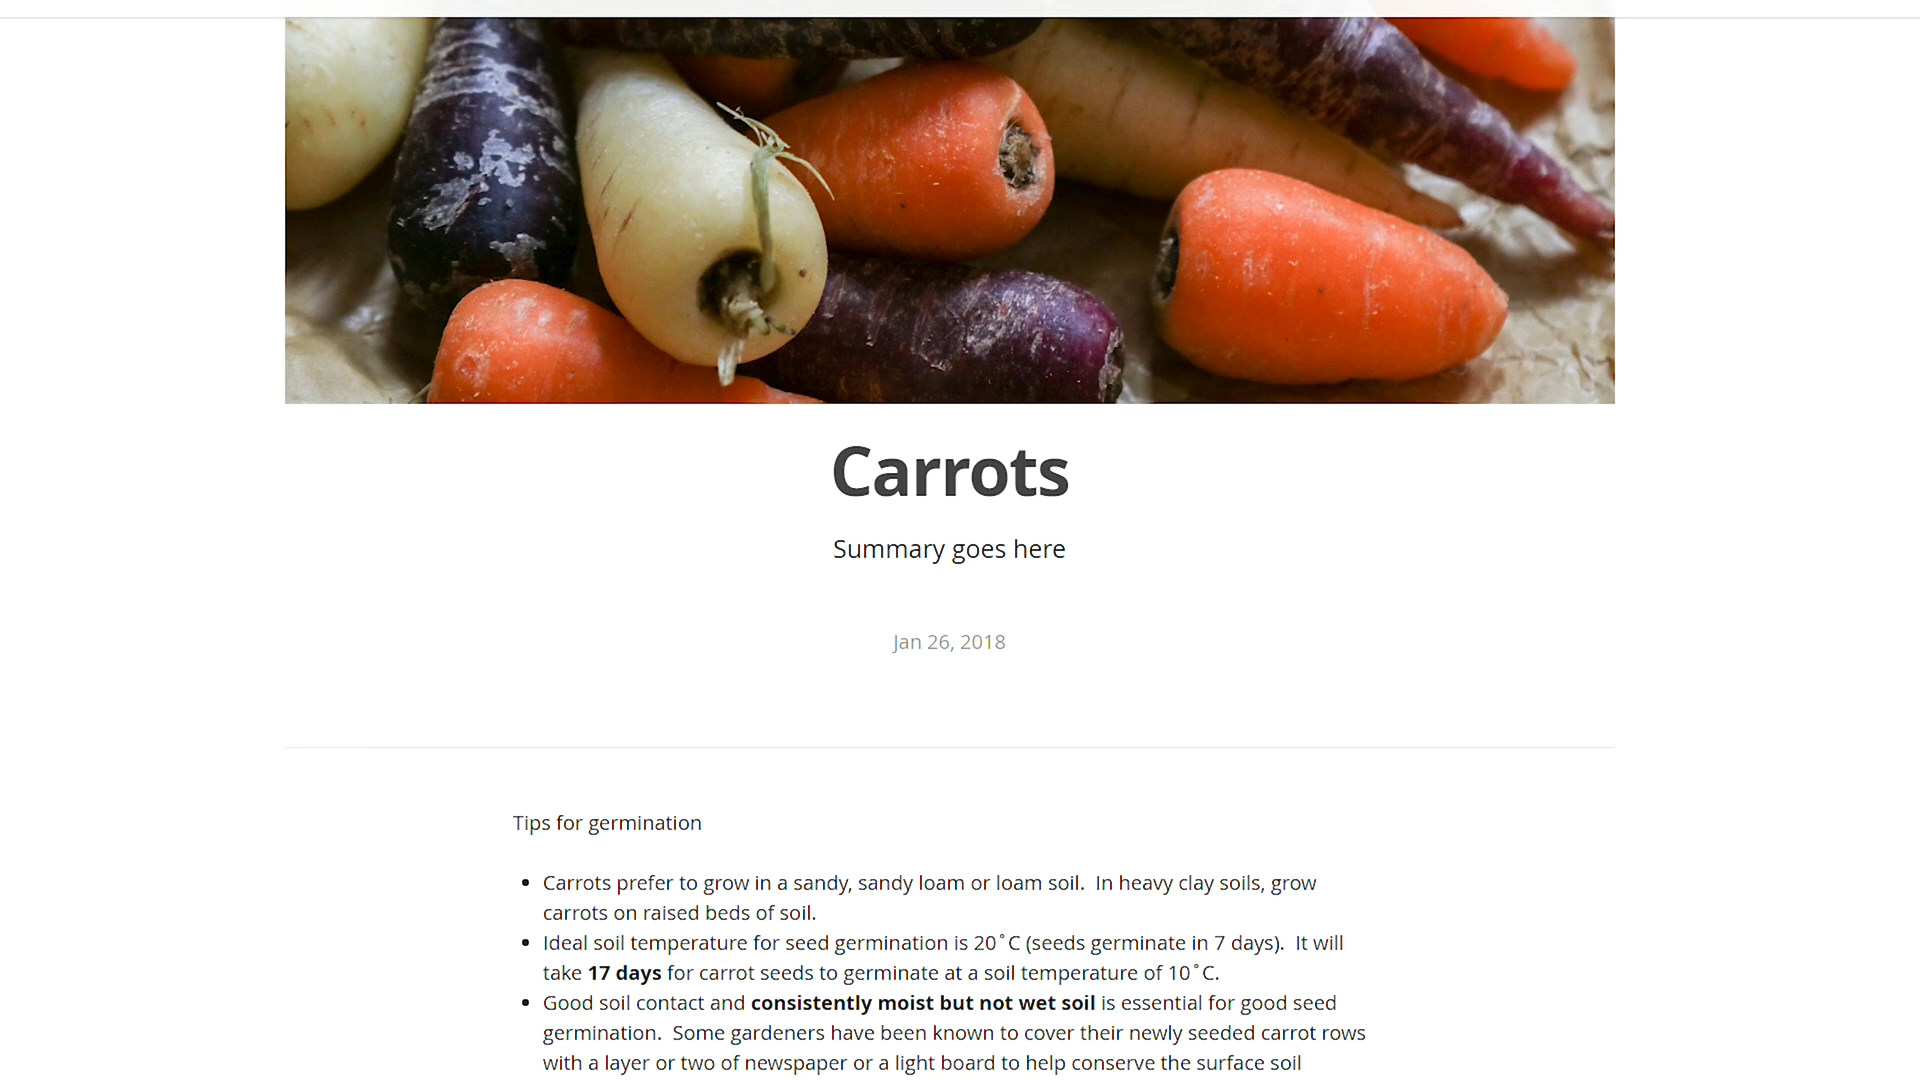 Carrots
Summary goes here
Jan 26, 2018
Tips for germination
• Carrots prefer to grow in a sandy, sandy loam or loam soil.  In heavy clay soils, grow
carrots on raised beds of soil.
• Ideal soil temperature for seed germination is 20˚C (seeds germinate in 7 days).  It will
take 17 days for carrot seeds to germinate at a soil temperature of 10˚C.
• Good soil contact and consistently moist but not wet soil is essential for good seed
germination.  Some gardeners have been known to cover their newly seeded carrot rows
with a layer or two of newspaper or a light board to help conserve the surface soil